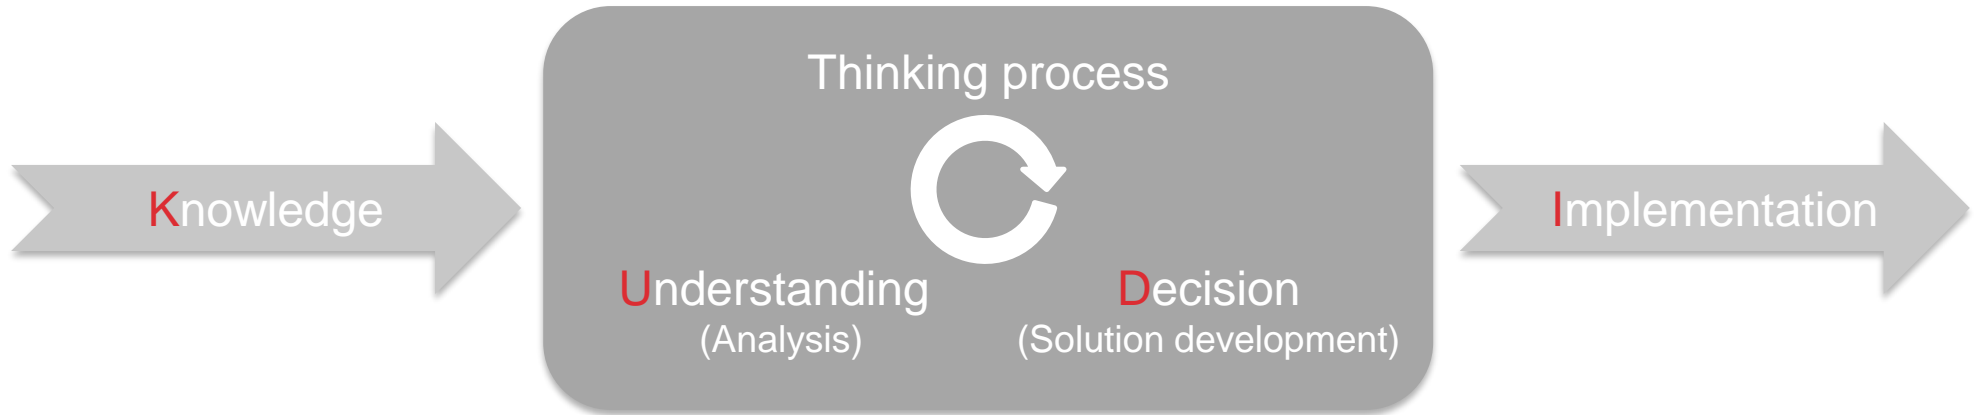 Thinking process
Knowledge
Implementation
Understanding
(Analysis)
Decision
(Solution development)